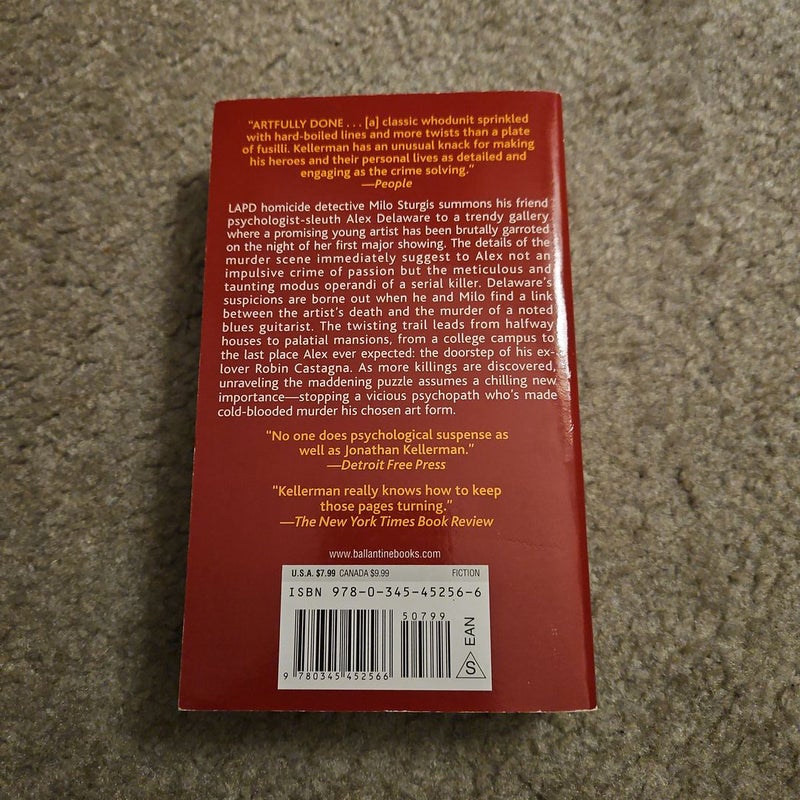 "ARTFULLY DONE . . . [a] classic whodunit sprinkled
with hard-boiled lines and more twists than a plate
of fusilli. Kellerman has an unusual knack for making
his heroes and their personal lives as detailed and
engaging as the crime solving."
—People
LAPD homicide detective Milo Sturgis summons his friend
psychologist-sleuth Alex Delaware to a trendy gallery
where a promising young artist has been brutally garroted
on the night of her first major showing. The details of the
murder scene immediately suggest to Alex not an
impulsive crime of passion but the meticulous and
taunting modus operandi of a serial killer. Delaware's
suspicions are borne out when he and Milo find a link
between the artist's death and the murder of a noted
blues guitarist. The twisting trail leads from halfway
houses to palatial mansions, from a college campus to
the last place Alex ever expected: the doorstep of his ex-
lover Robin Castagna. As more killings are discovered,
unraveling the maddening puzzle assumes a chilling new
importance—stopping a vicious psychopath who's made
cold-blooded murder his chosen art form.
"No one does psychological suspense as
well as Jonathan Kellerman."
—Detroit Free Press
"Kellerman really knows how to keep
those pages turning."
—The New York Times Book Review
www.ballantinebooks.com
U.S.A. $7.99 CANADA $9.99 FICTION
ISBN 978-0-345-45256-6
50799
9 780345 452566
S EAN